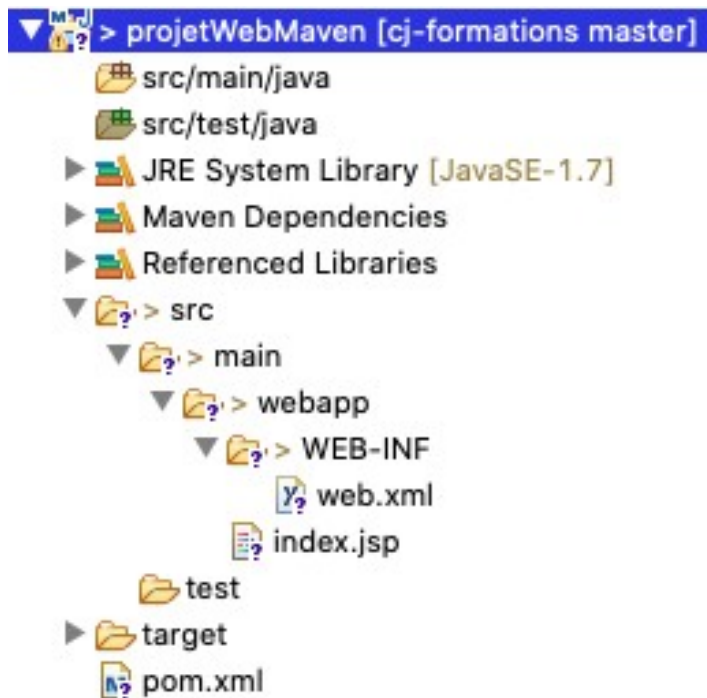 > projetWebMaven [cj-formations master]
src/main/java
src/test/java
JRE System Library [JavaSE-1.7]
Maven Dependencies
Referenced Libraries
> src
> main
> webapp
> WEB-INF
web.xml
index.jsp
test
target
pom.xml